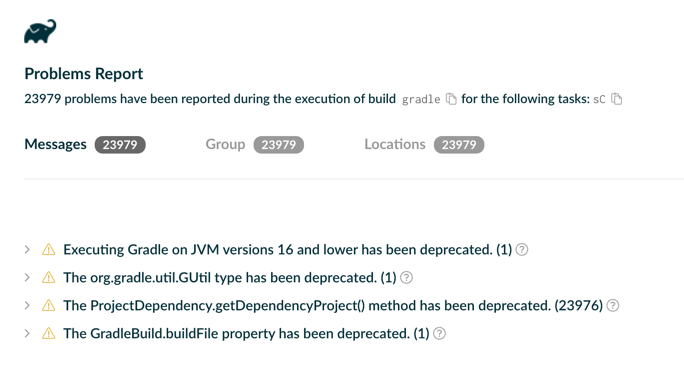 Problems Report
23979 problems have been reported during the execution of build gradle for the following tasks: sC
Messages 23979 Group 23979 Locations 23979
Executing Gradle on JVM versions 16 and lower has been deprecated. (1)
The org.gradle.util.GUtil type has been deprecated. (1)
The ProjectDependency.getDependencyProject() method has been deprecated. (23976)
The GradleBuild.buildFile property has been deprecated. (1)